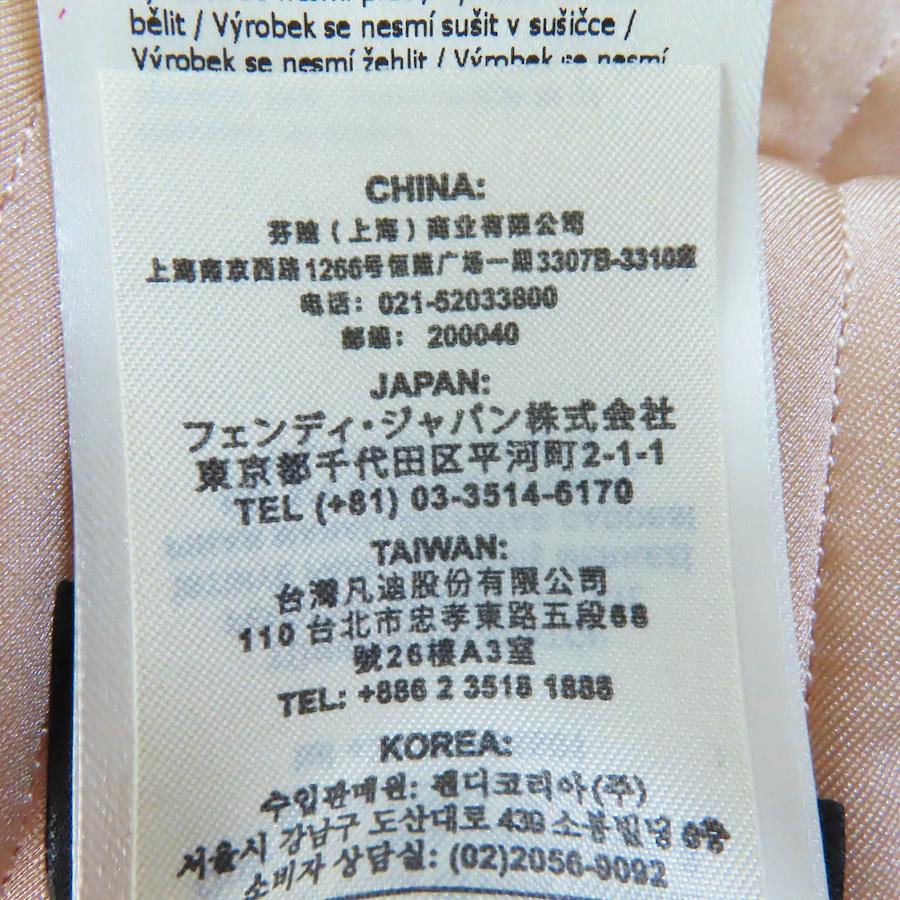 bělit / Výrobek se nesmí sušit v sušičce /
Výrobek se nesmí žehlit / Výrobek se nesmí
CHINA:
芬迪（上海）商业有限公司
上海南京西路1266号恒隆广场一期3307B-3310室
电话：021-52033800
邮编： 200040
JAPAN:
フェンディ・ジャパン株式会社
東京都千代田区平河町2-1-1
TEL (+81) 03-3514-6170
TAIWAN:
台灣凡迪股份有限公司
110 台北市忠孝東路五段68
號26樓A3室
TEL: +886 2 3518 1888
KOREA:
수입판매원: 펜디코리아(주)
서울시 강남구 도산대로 439 소봉빌딩 6층
소비자 상담실: (02)2056-9092